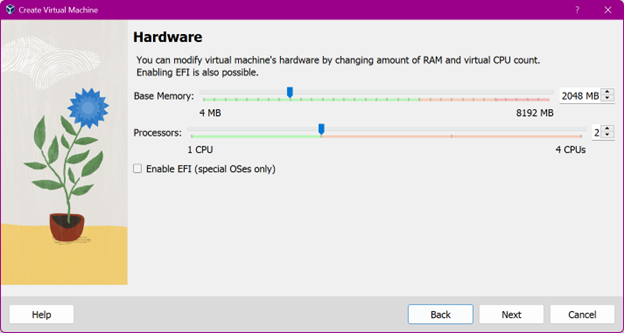 Create Virtual Machine
Hardware
You can modify virtual machine's hardware by changing amount of RAM and virtual CPU count.
Enabling EFI is also possible.
Base Memory: 2048 MB
4 MB 8192 MB
Processors: 2
1 CPU 4 CPUs
Enable EFI (special OSes only)
Help Back Next Cancel